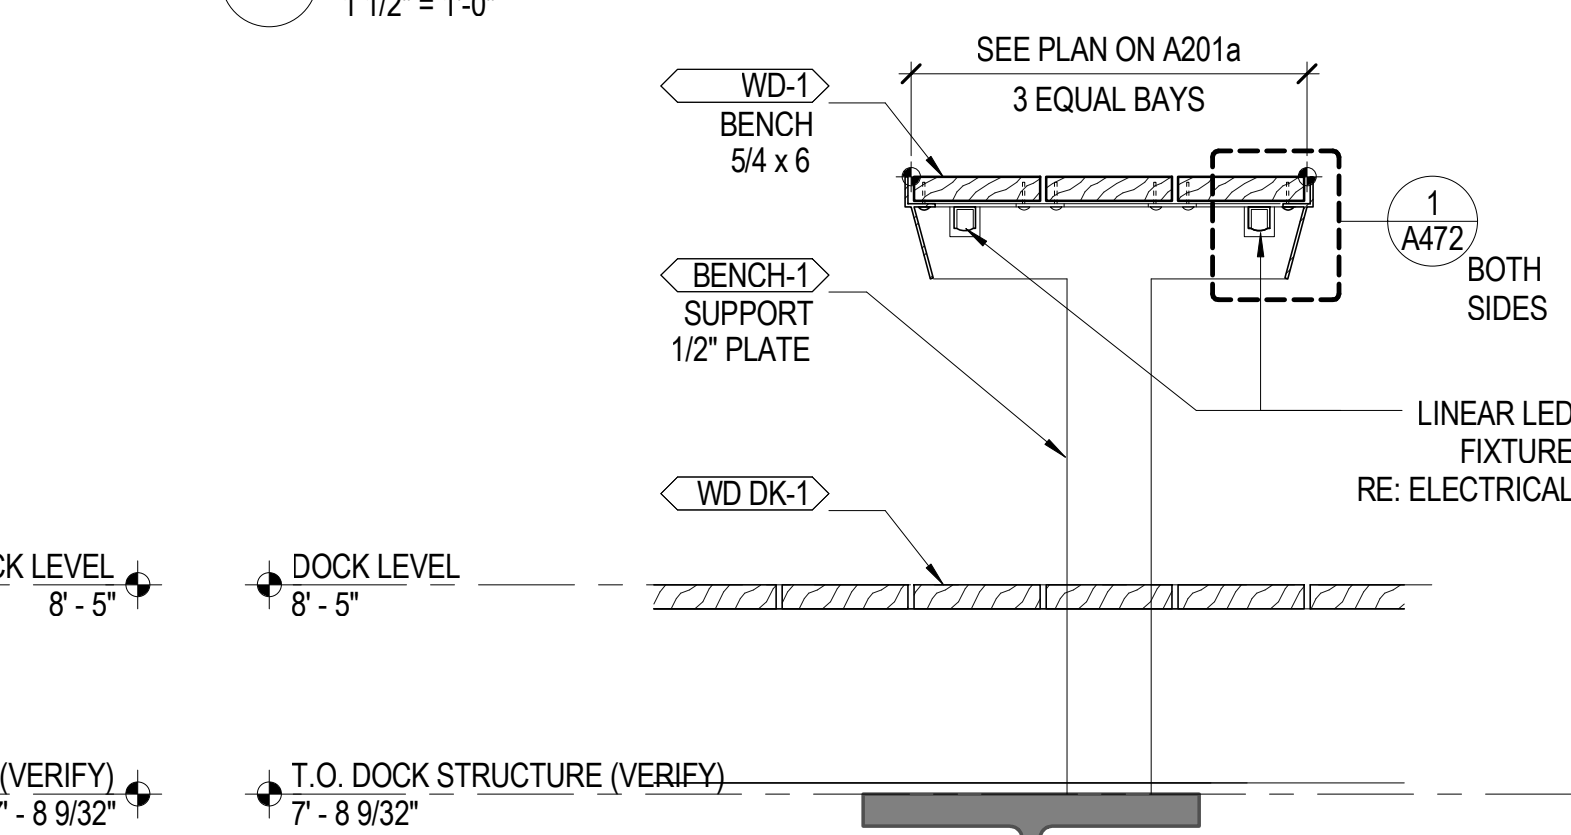 1 1/2" = 1'-0"
SEE PLAN ON A201a
3 EQUAL BAYS
WD-1
BENCH
5/4 x 6
1
A472
BOTH
SIDES
BENCH-1
SUPPORT
1/2" PLATE
LINEAR LED
FIXTURE
RE: ELECTRICAL
WD DK-1
LEVEL
8' - 5"
DOCK LEVEL
8' - 5"
(VERIFY)
8 9/32"
T.O. DOCK STRUCTURE (VERIFY)
7' - 8 9/32"